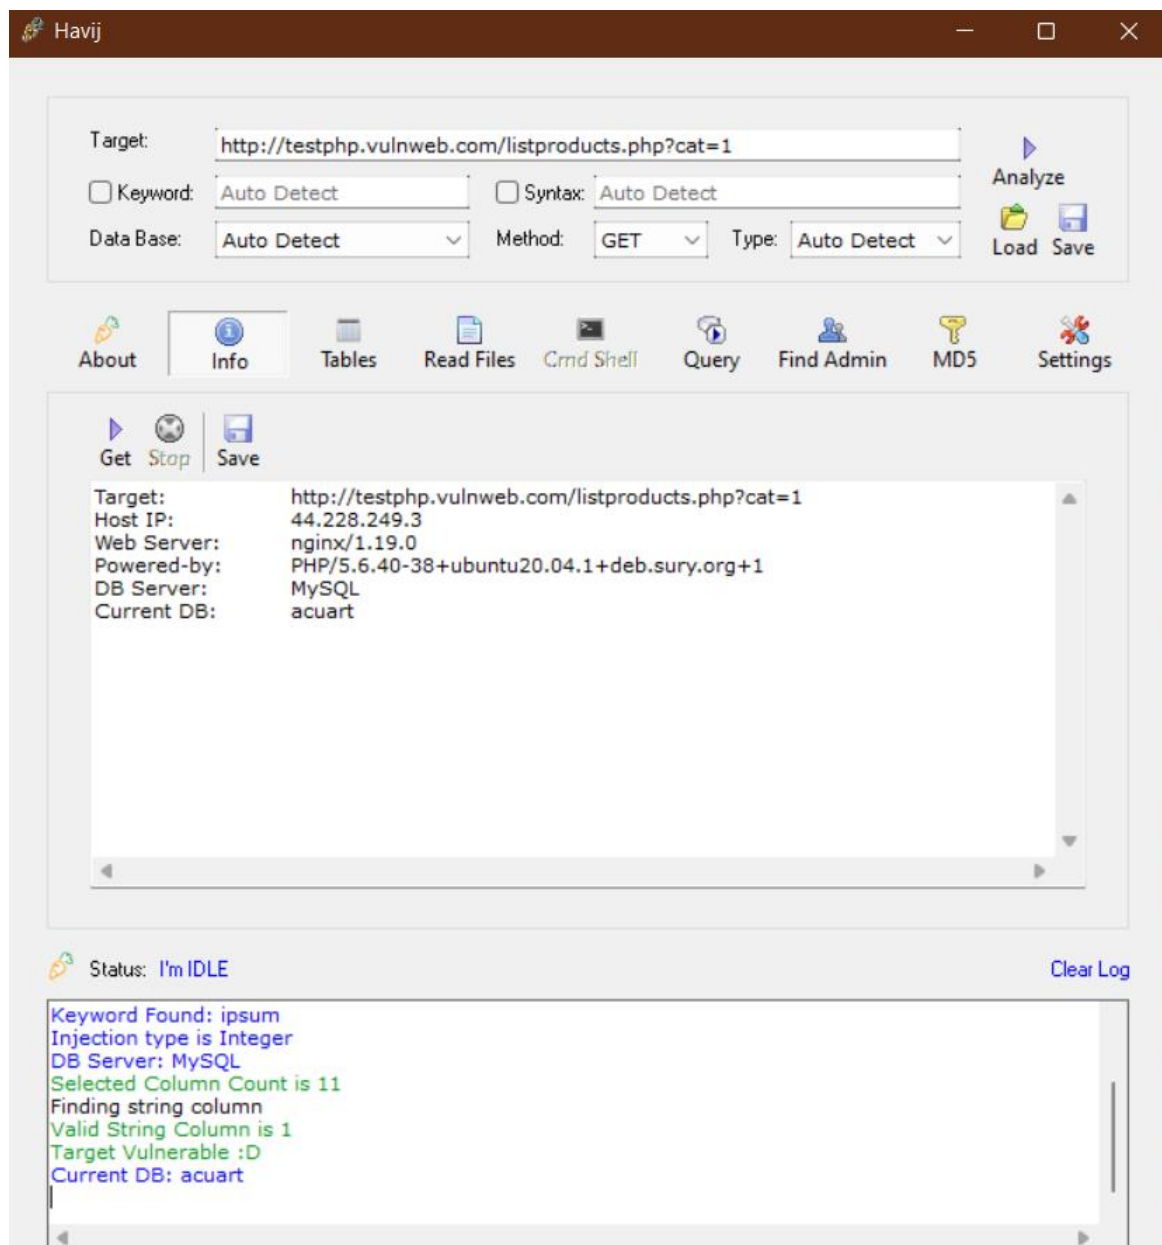 Havij
Target: http://testphp.vulnweb.com/listproducts.php?cat=1
Analyze
Keyword: Auto Detect Syntax: Auto Detect
Data Base: Auto Detect Method: GET Type: Auto Detect
Load Save
About Info Tables Read Files Cmd Shell Query Find Admin MD5 Settings
Get Stop Save
Target: http://testphp.vulnweb.com/listproducts.php?cat=1
Host IP: 44.228.249.3
Web Server: nginx/1.19.0
Powered-by: PHP/5.6.40-38+ubuntu20.04.1+deb.sury.org+1
DB Server: MySQL
Current DB: acuart
Status: I'm IDLE Clear Log
Keyword Found: ipsum
Injection type is Integer
DB Server: MySQL
Selected Column Count is 11
Finding string column
Valid String Column is 1
Target Vulnerable :D
Current DB: acuart